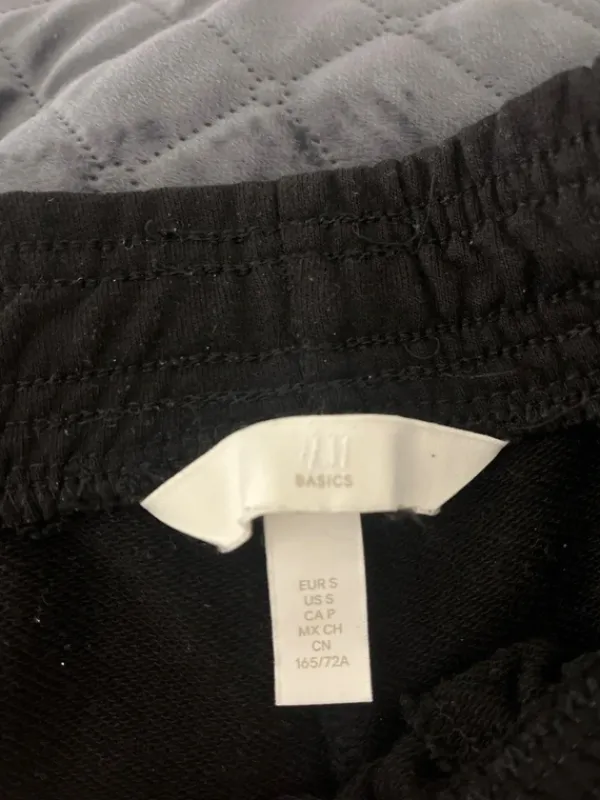 H&M
BASICS
EUR S
US S
CA P
MX CH
CN
165/72A